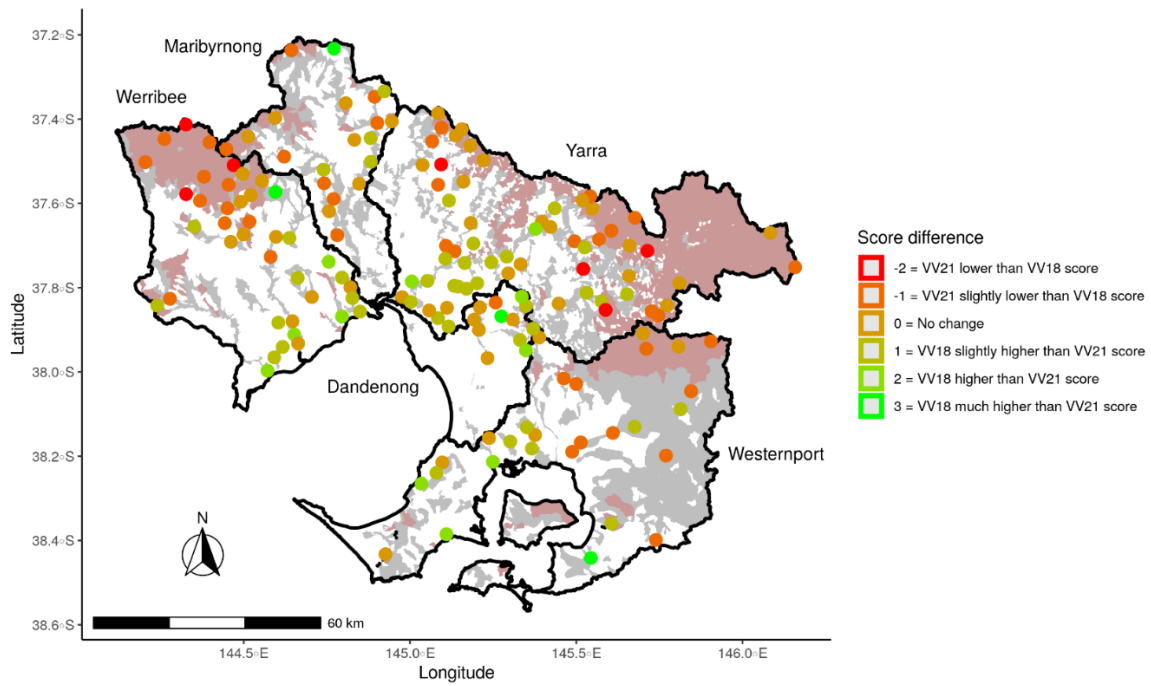 37.2°S
37.4°S
37.6°S
37.8°S
38.0°S
38.2°S
38.4°S
38.6°S
Latitude
Maribyrnong
Werribee
Yarra
Dandenong
Westernport
N
60 km
144.5°E
145.0°E
145.5°E
146.0°E
Longitude
Score difference
-2 = VV21 lower than VV18 score
-1 = VV21 slightly lower than VV18 score
0 = No change
1 = VV18 slightly higher than VV21 score
2 = VV18 higher than VV21 score
3 = VV18 much higher than VV21 score